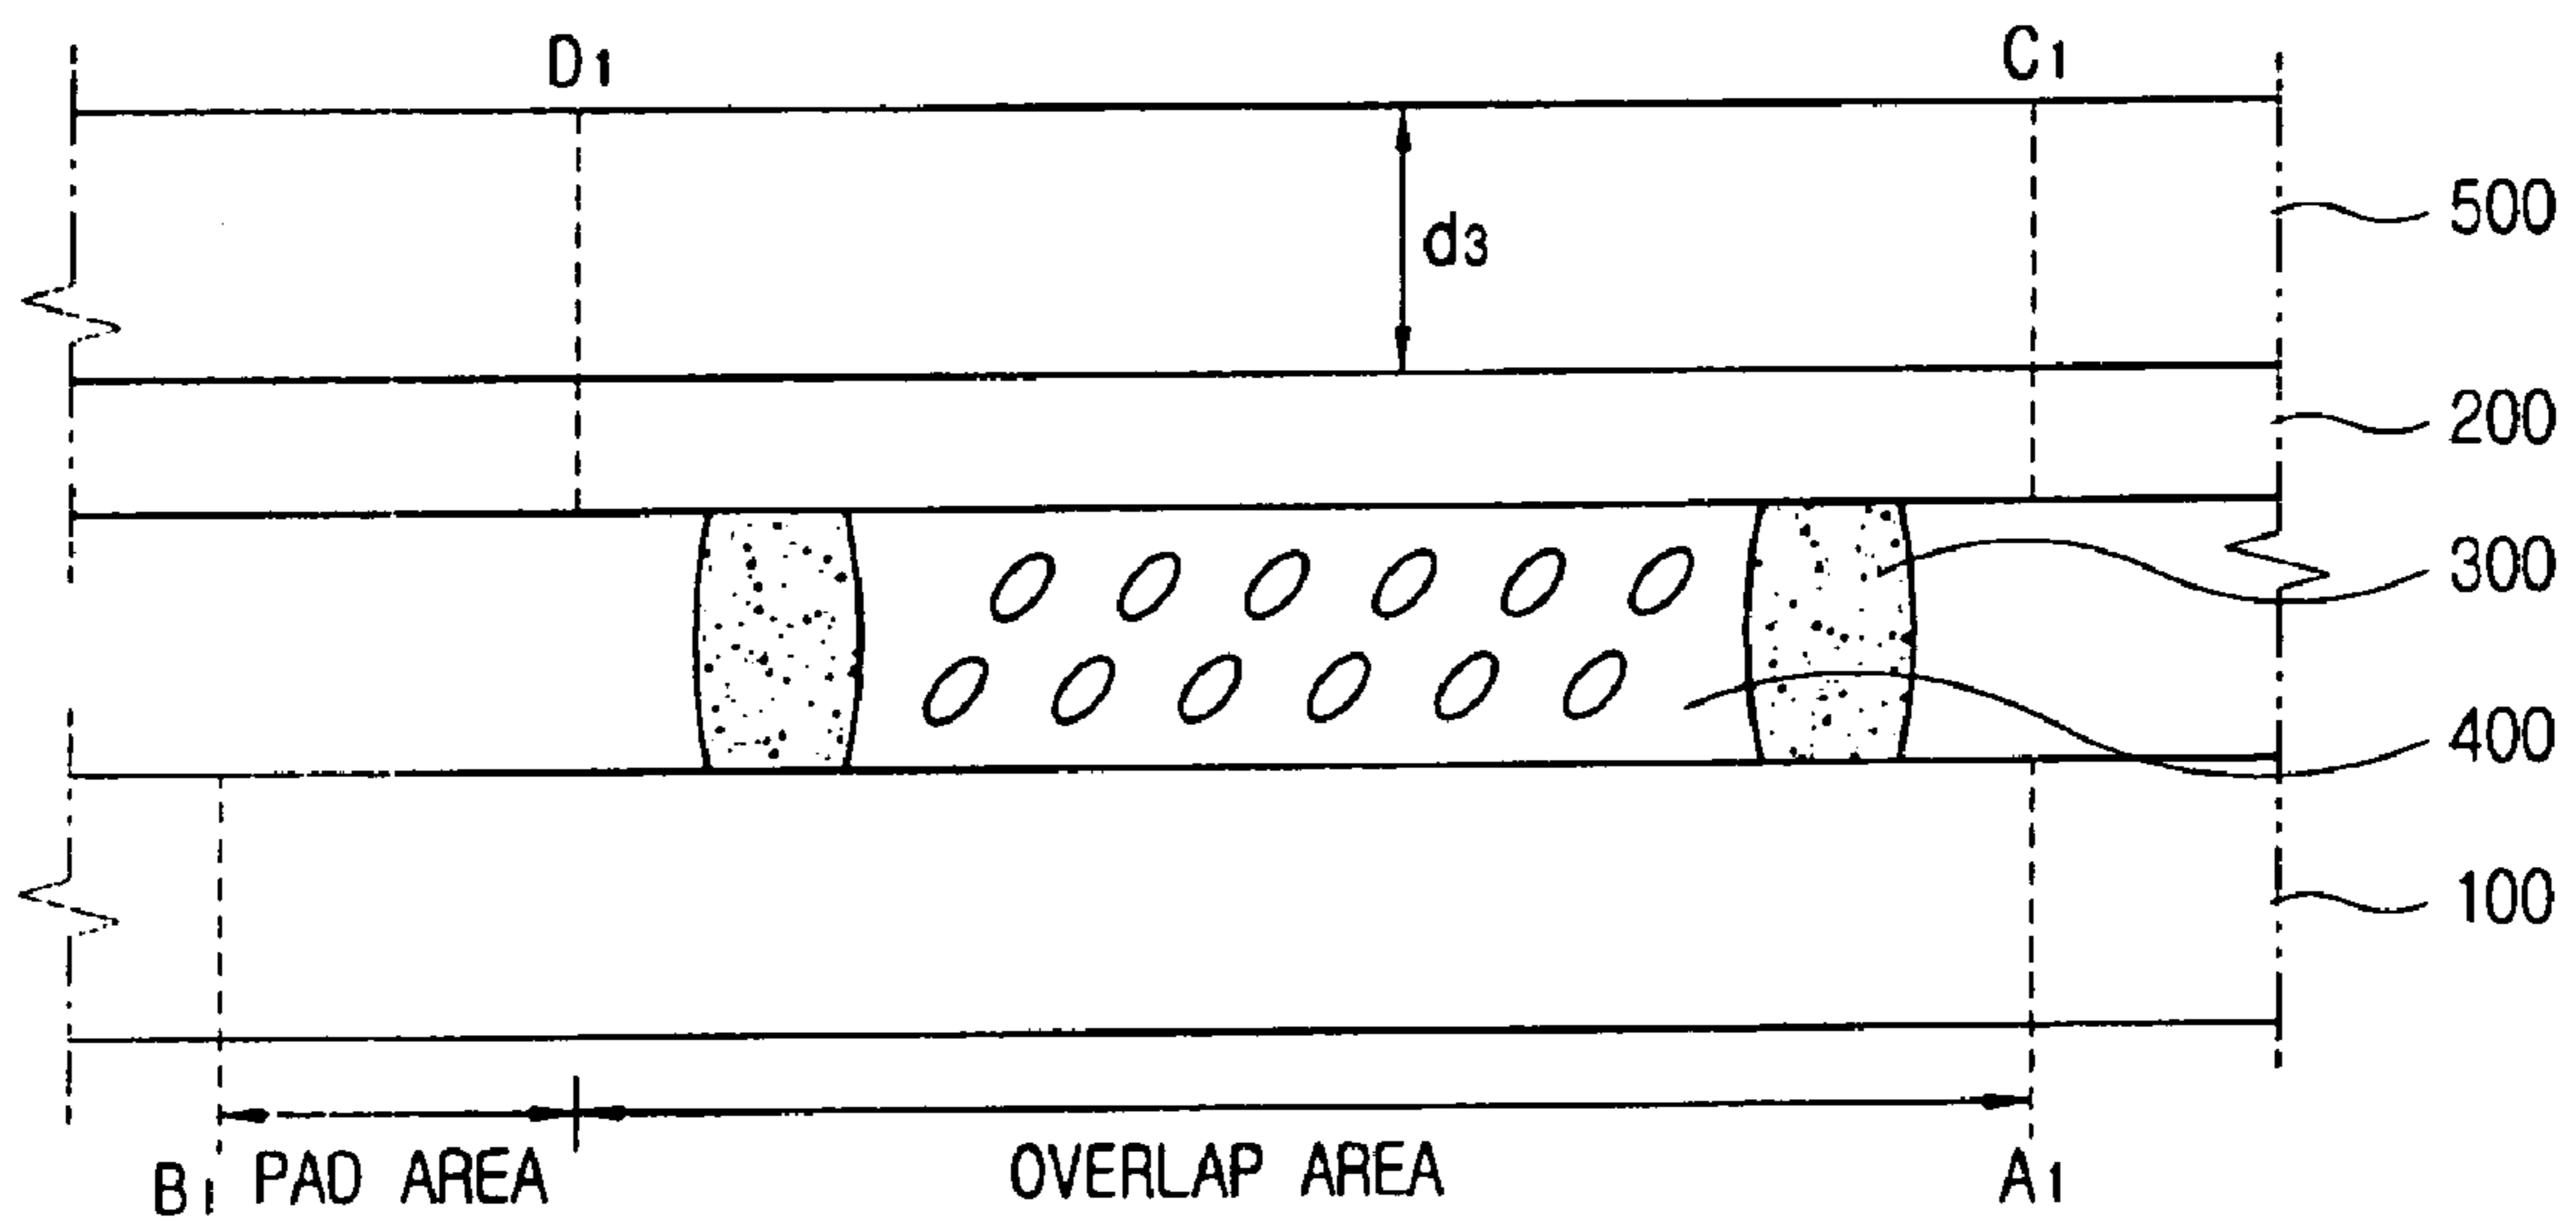 D1
C1
500
d3
200
300
400
100
B1
PAD AREA
OVERLAP AREA
A1